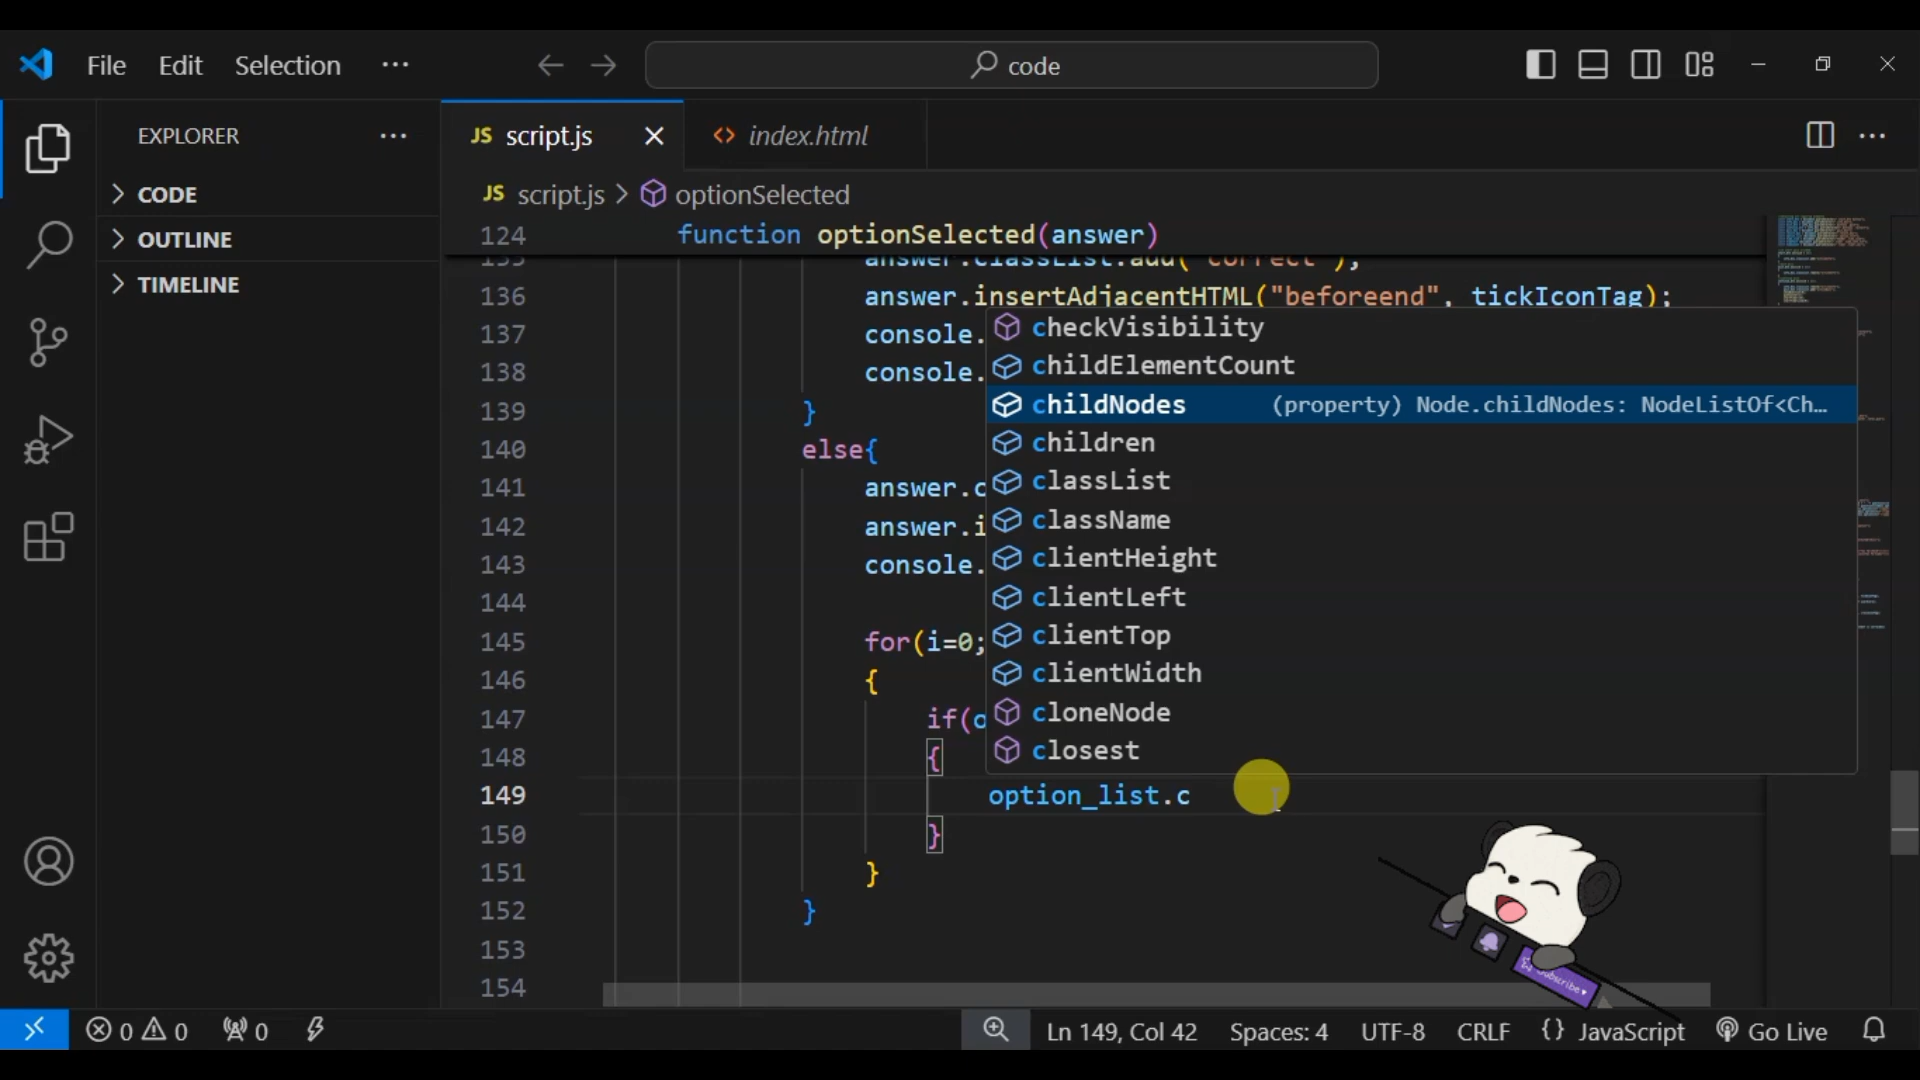 File Edit Selection ...
code
EXPLORER ...
JS script.js
<> index.html
...
CODE
OUTLINE
TIMELINE
JS script.js > optionSelected
124 function optionSelected(answer)
135 answer.classList.add("correct");
136 answer.insertAdjacentHTML("beforeend", tickIconTag);
137 console.
138 console.
139 }
140 else{
141 answer.c
142 answer.i
143 console.
144
145 for(i=0;
146 {
147 if(o
148 {
149 option_list.c
150 }
151 }
152 }
153
154
checkVisibility
childElementCount
childNodes (property) Node.childNodes: NodeListOf<Ch...
children
classList
className
clientHeight
clientLeft
clientTop
clientWidth
cloneNode
closest
Subscribe
0 0 0 Ln 149, Col 42 Spaces: 4 UTF-8 CRLF {} JavaScript Go Live